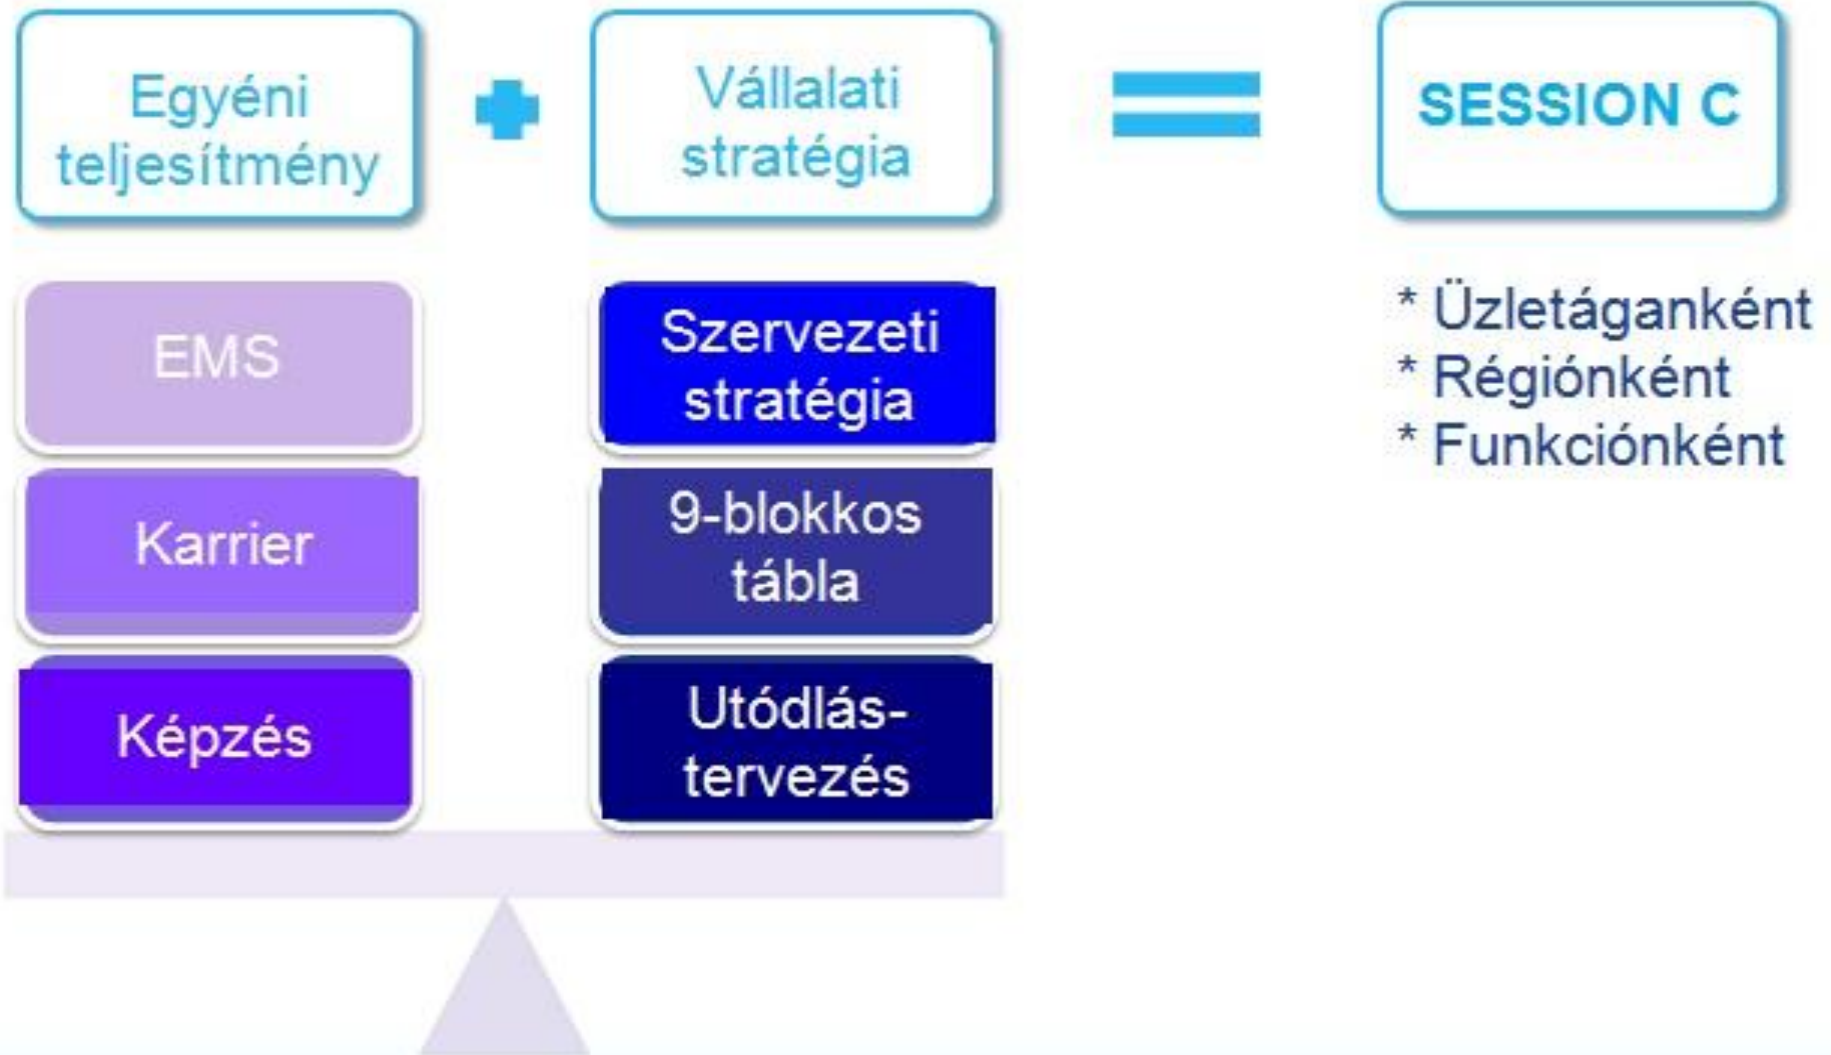 Egyéni
teljesítmény
Vállalati
stratégia
SESSION C
EMS
Karrier
Képzés
Szervezeti
stratégia
9-blokkos
tábla
Utódlás-
tervezés
* Üzletáganként
* Régiónként
* Funkciónként